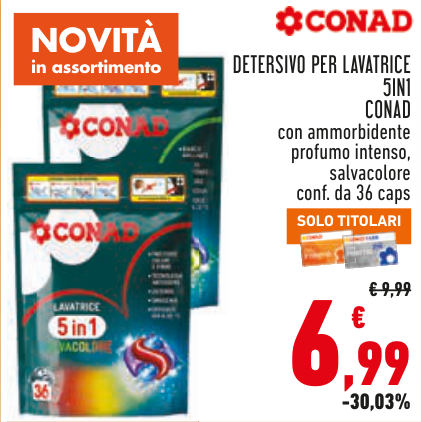 NOVITÀ
in assortimento
CONAD
DETERSIVO PER LAVATRICE
5IN1
CONAD
con ammorbidente
profumo intenso,
salvacolore
conf. da 36 caps
SOLO TITOLARI
CONAD
€ 9,99
6,99 €
-30,03%
CONAD
CONAD
LAVATRICE
5 in 1
SALVACOLORE
36